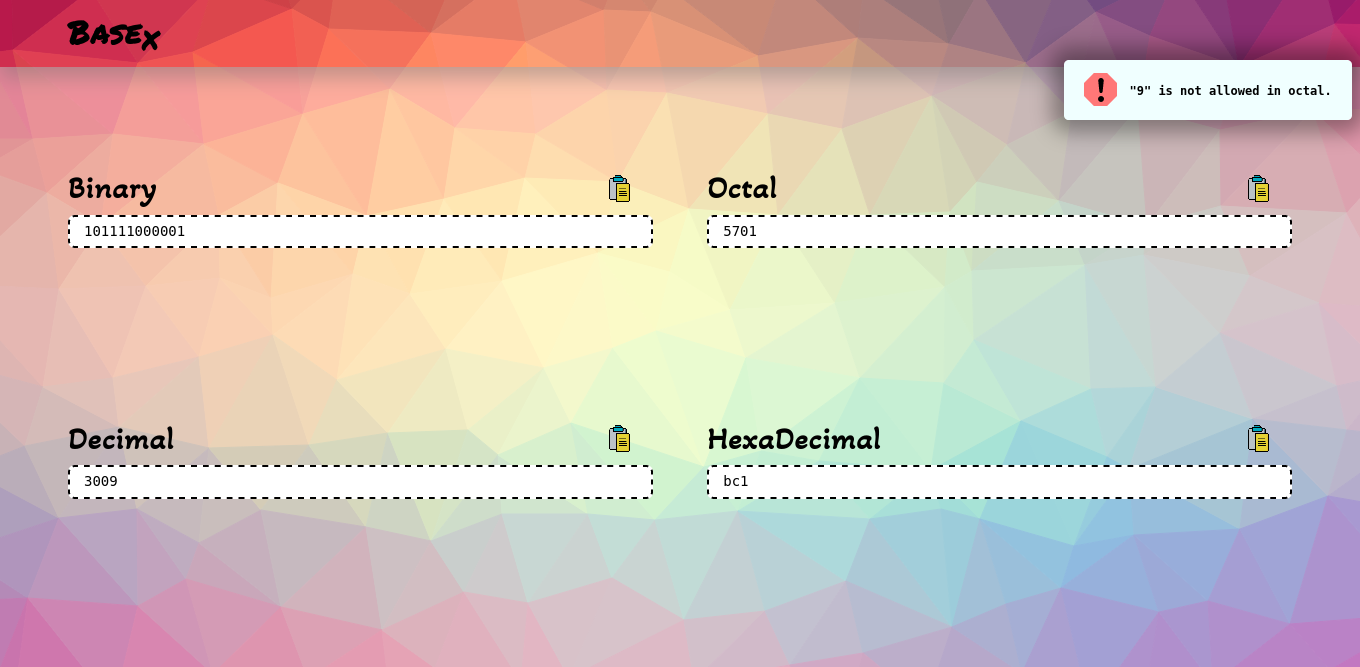 BASEX
"9" is not allowed in octal.
Binary
101111000001
Octal
5701
Decimal
3009
HexaDecimal
bc1